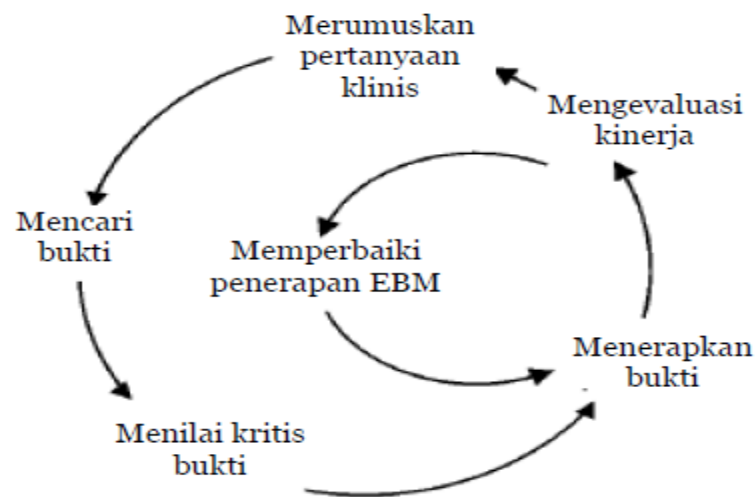 Merumuskan
pertanyaan
klinis
Mengevaluasi
kinerja
Mencari
bukti
Memperbaiki
penerapan EBM
Menerapkan
bukti
Menilai kritis
bukti